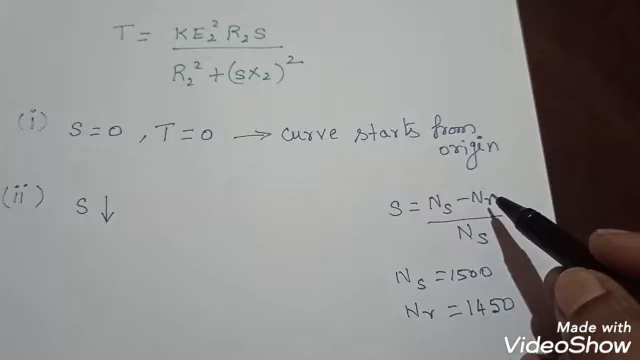 T = KE₂² R₂ S
R₂² + (SX₂)²
(i) S = 0 , T = 0 → curve starts from origin
(ii) S ↓
S = Ns - Nr
Ns
Ns = 1500
Nr = 1450
Made with
VideoShow